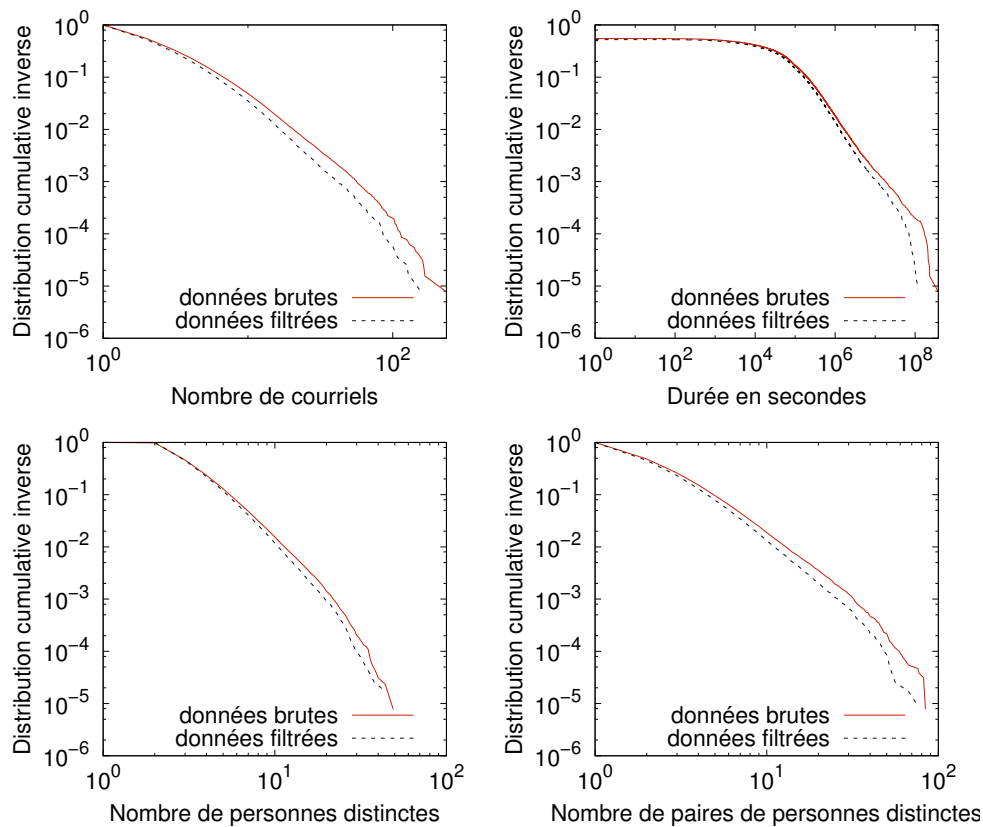 Distribution cumulative inverse
10^0
10^-1
10^-2
10^-3
10^-4
10^-5
10^-6
données brutes
données filtrées
10^0 10^2
Nombre de courriels
Distribution cumulative inverse
10^0
10^-1
10^-2
10^-3
10^-4
10^-5
10^-6
données brutes
données filtrées
10^0 10^2 10^4 10^6 10^8
Durée en secondes
Distribution cumulative inverse
10^0
10^-1
10^-2
10^-3
10^-4
10^-5
10^-6
données brutes
données filtrées
10^0 10^1 10^2
Nombre de personnes distinctes
Distribution cumulative inverse
10^0
10^-1
10^-2
10^-3
10^-4
10^-5
10^-6
données brutes
données filtrées
10^0 10^1 10^2
Nombre de paires de personnes distinctes